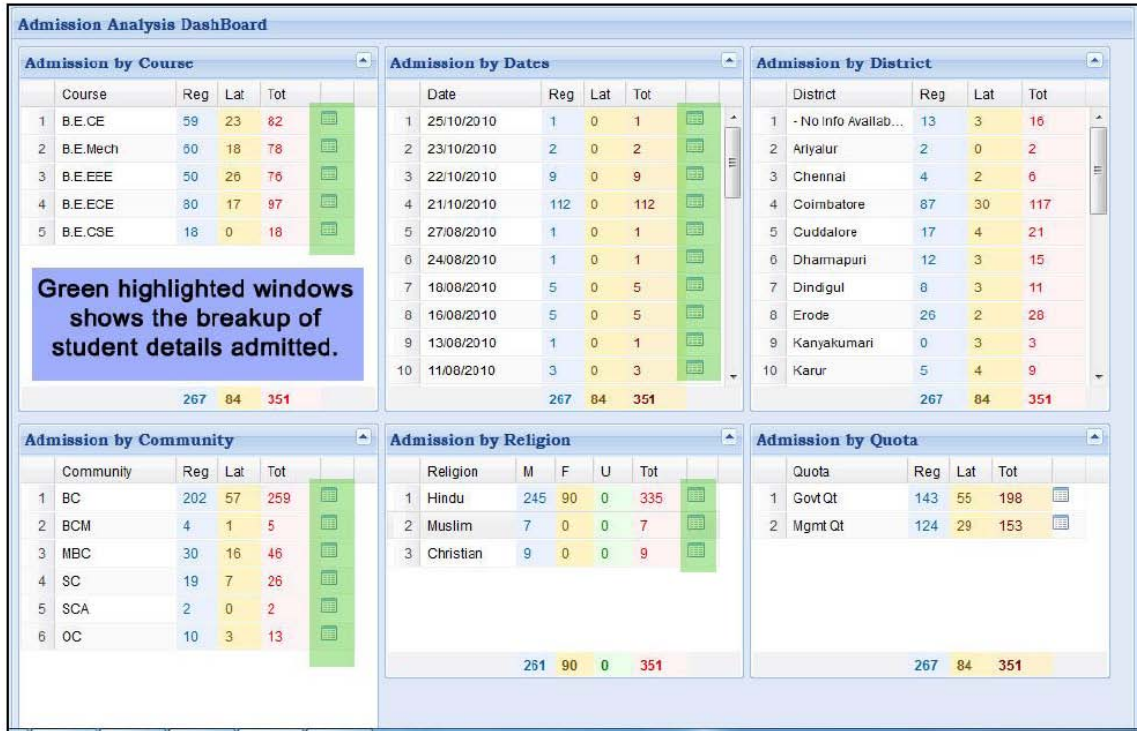 Admission Analysis DashBoard
Admission by Course
Course Reg Lat Tot
1 B.E.CE 59 23 82
2 B.E.Mech 60 18 78
3 B.E.EEE 50 26 76
4 B.E.ECE 80 17 97
5 B.E.CSE 18 0 18
Green highlighted windows
shows the breakup of
student details admitted.
267 84 351
Admission by Dates
Date Reg Lat Tot
1 25/10/2010 1 0 1
2 23/10/2010 2 0 2
3 22/10/2010 9 0 9
4 21/10/2010 112 0 112
5 27/08/2010 1 0 1
6 24/08/2010 1 0 1
7 18/08/2010 5 0 5
8 16/08/2010 5 0 5
9 13/08/2010 1 0 1
10 11/08/2010 3 0 3
267 84 351
Admission by District
District Reg Lat Tot
1 - No Info Availab... 13 3 16
2 Ariyalur 2 0 2
3 Chennai 4 2 6
4 Coimbatore 87 30 117
5 Cuddalore 17 4 21
6 Dharmapuri 12 3 15
7 Dindigul 8 3 11
8 Erode 26 2 28
9 Kanyakumari 0 3 3
10 Karur 5 4 9
267 84 351
Admission by Community
Community Reg Lat Tot
1 BC 202 57 259
2 BCM 4 1 5
3 MBC 30 16 46
4 SC 19 7 26
5 SCA 2 0 2
6 OC 10 3 13
Admission by Religion
Religion M F U Tot
1 Hindu 245 90 0 335
2 Muslim 7 0 0 7
3 Christian 9 0 0 9
261 90 0 351
Admission by Quota
Quota Reg Lat Tot
1 Govt Qt 143 55 198
2 Mgmt Qt 124 29 153
267 84 351